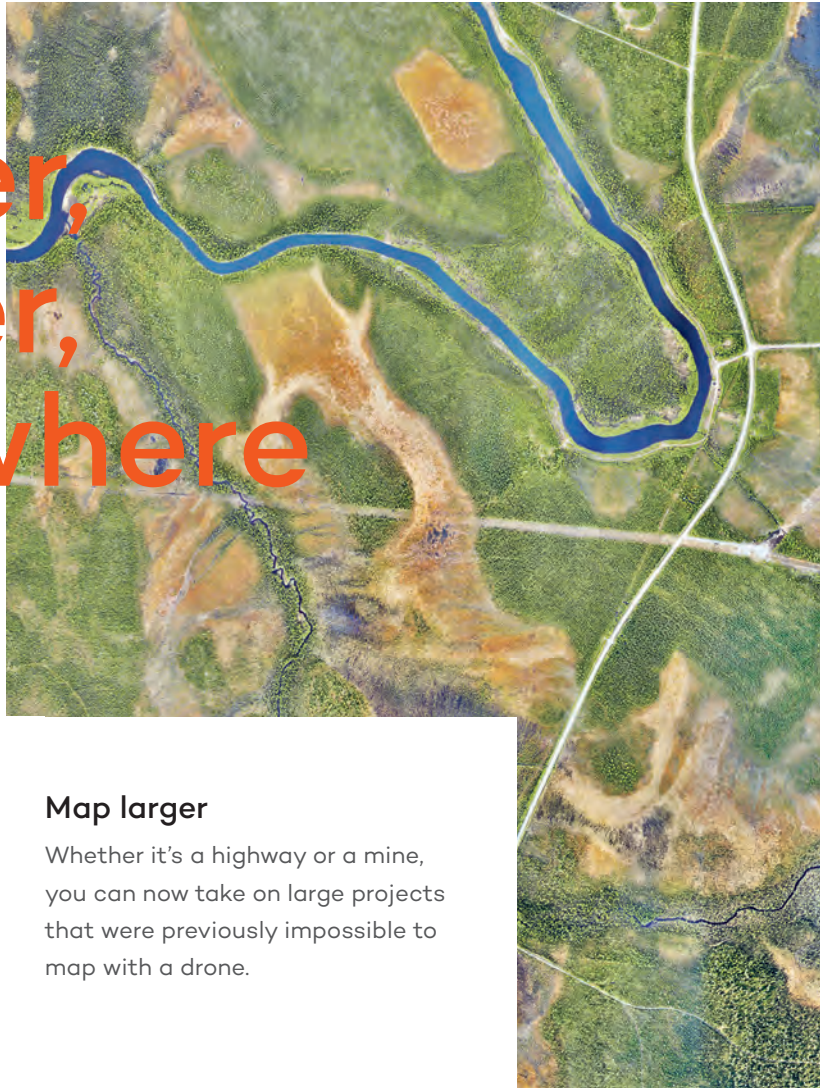 er,
er,
where
Map larger
Whether it’s a highway or a mine,
you can now take on large projects
that were previously impossible to
map with a drone.